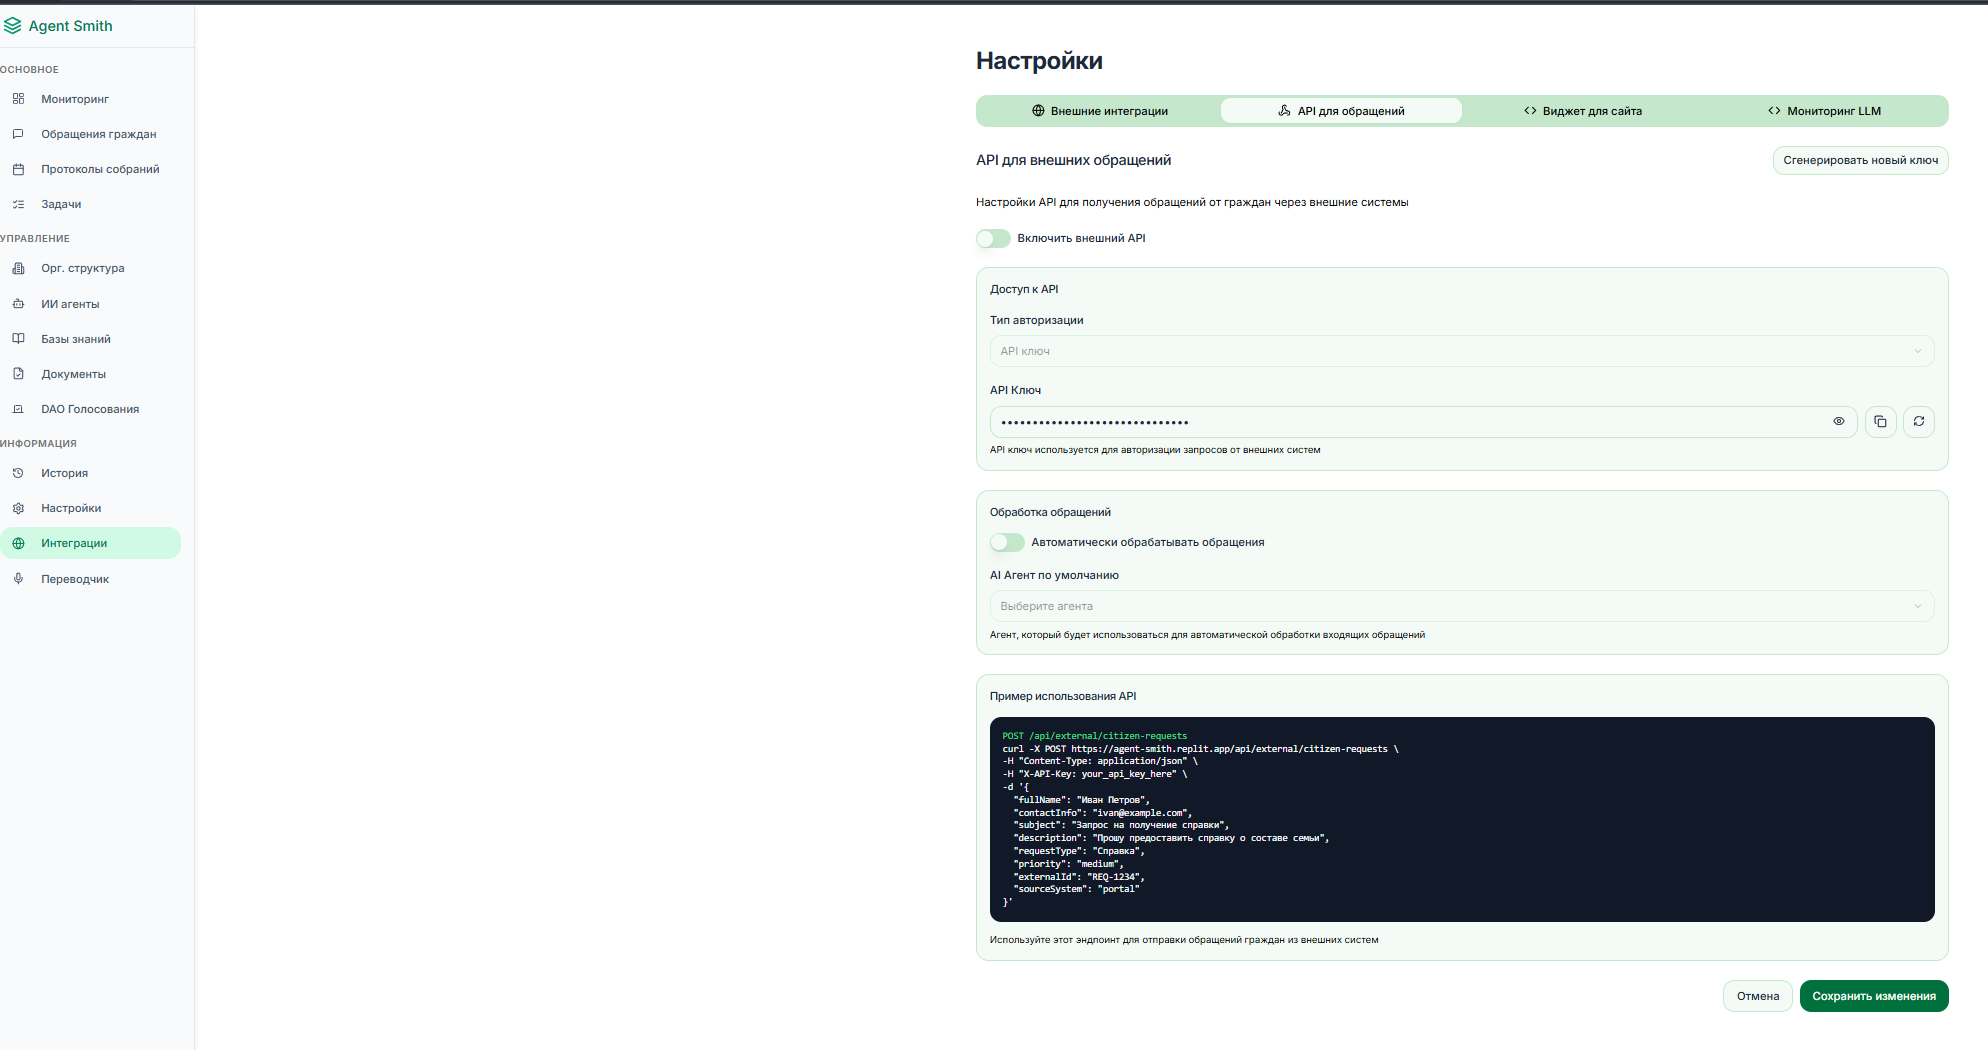 Agent Smith
ОСНОВНОЕ
Мониторинг
Обращения граждан
Протоколы собраний
Задачи
УПРАВЛЕНИЕ
Орг. структура
ИИ агенты
Базы знаний
Документы
DAO Голосования
ИНФОРМАЦИЯ
История
Настройки
Интеграции
Переводчик
Настройки
Внешние интеграции
API для обращений
Виджет для сайта
Мониторинг LLM
API для внешних обращений
Сгенерировать новый ключ
Настройки API для получения обращений от граждан через внешние системы
Включить внешний API
Доступ к API
Тип авторизации
API ключ
API Ключ
••••••••••••••••••••••••••••••
API ключ используется для авторизации запросов от внешних систем
Обработка обращений
Автоматически обрабатывать обращения
AI Агент по умолчанию
Выберите агента
Агент, который будет использоваться для автоматической обработки входящих обращений
Пример использования API
POST /api/external/citizen-requests
curl -X POST https://agent-smith.replit.app/api/external/citizen-requests \
-H "Content-Type: application/json" \
-H "X-API-Key: your_api_key_here" \
-d '{
"fullName": "Иван Петров",
"contactInfo": "ivan@example.com",
"subject": "Запрос на получение справки",
"description": "Прошу предоставить справку о составе семьи",
"requestType": "Справка",
"priority": "medium",
"externalId": "REQ-1234",
"sourceSystem": "portal"
}'
Используйте этот эндпоинт для отправки обращений граждан из внешних систем
Отмена
Сохранить изменения